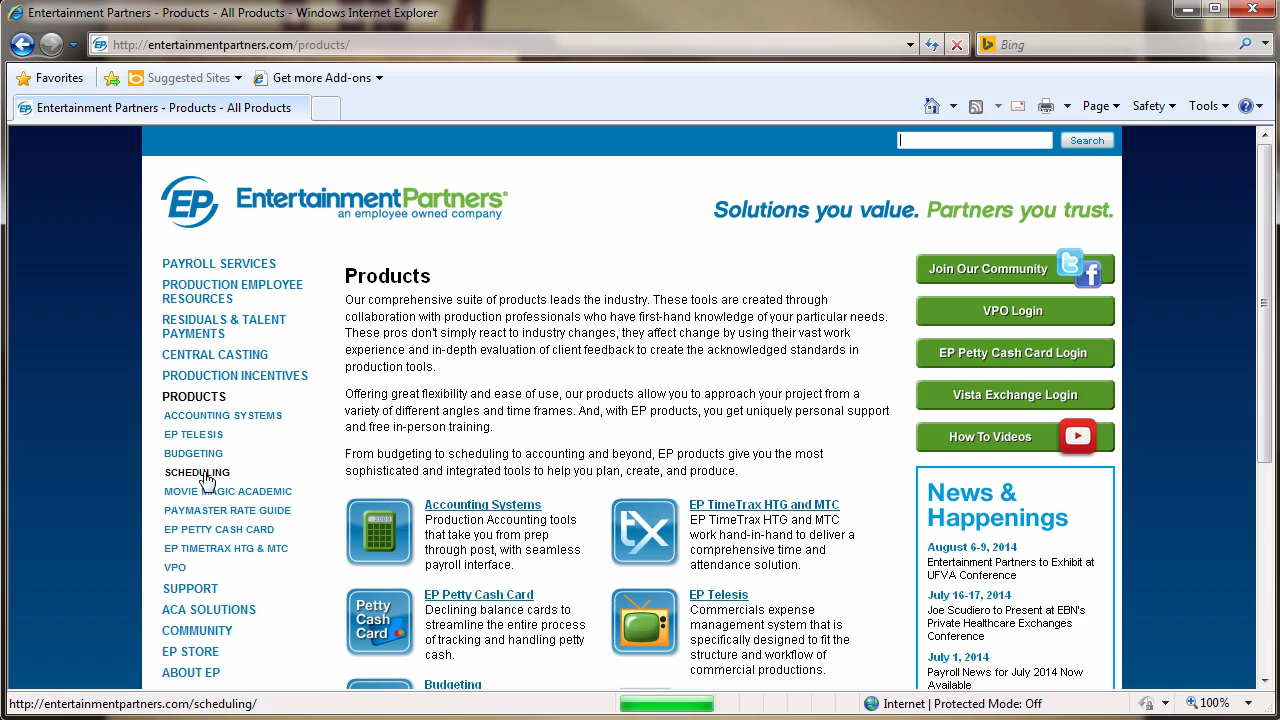 Entertainment Partners - Products - All Products - Windows Internet Explorer
http://entertainmentpartners.com/products/
Bing
Favorites
Suggested Sites
Get more Add-ons
Entertainment Partners - Products - All Products
Page
Safety
Tools
Search
EP
EntertainmentPartners®
an employee owned company
Solutions you value. Partners you trust.
PAYROLL SERVICES
PRODUCTION EMPLOYEE
RESOURCES
RESIDUALS & TALENT
PAYMENTS
CENTRAL CASTING
PRODUCTION INCENTIVES
PRODUCTS
ACCOUNTING SYSTEMS
EP TELESIS
BUDGETING
SCHEDULING
MOVIE MAGIC ACADEMIC
PAYMASTER RATE GUIDE
EP PETTY CASH CARD
EP TIMETRAX HTG & MTC
VPO
SUPPORT
ACA SOLUTIONS
COMMUNITY
EP STORE
ABOUT EP
Products
Our comprehensive suite of products leads the industry. These tools are created through
collaboration with production professionals who have first-hand knowledge of your particular needs.
These pros don't simply react to industry changes, they affect change by using their vast work
experience and in-depth evaluation of client feedback to create the acknowledged standards in
production tools.
Offering great flexibility and ease of use, our products allow you to approach your project from a
variety of different angles and time frames. And, with EP products, you get uniquely personal support
and free in-person training.
From budgeting to scheduling to accounting and beyond, EP products give you the most
sophisticated and integrated tools to help you plan, create, and produce.
2009
Accounting Systems
Production Accounting tools
that take you from prep
through post, with seamless
payroll interface.
tx
EP TimeTrax HTG and MTC
EP TimeTrax HTG and MTC
work hand-in-hand to deliver a
comprehensive time and
attendance solution.
Petty
Cash
Card
EP Petty Cash Card
Declining balance cards to
streamline the entire process
of tracking and handling petty
cash.
EP Telesis
Commercials expense
management system that is
specifically designed to fit the
structure and workflow of
commercial productions.
Budgeting
Join Our Community
VPO Login
EP Petty Cash Card Login
Vista Exchange Login
How To Videos
News &
Happenings
August 6-9, 2014
Entertainment Partners to Exhibit at
UFVA Conference
July 16-17, 2014
Joe Scudiero to Present at EBN's
Private Healthcare Exchanges
Conference
July 1, 2014
Payroll News for July 2014 Now
Available
http://entertainmentpartners.com/scheduling/
Internet | Protected Mode: Off
100%